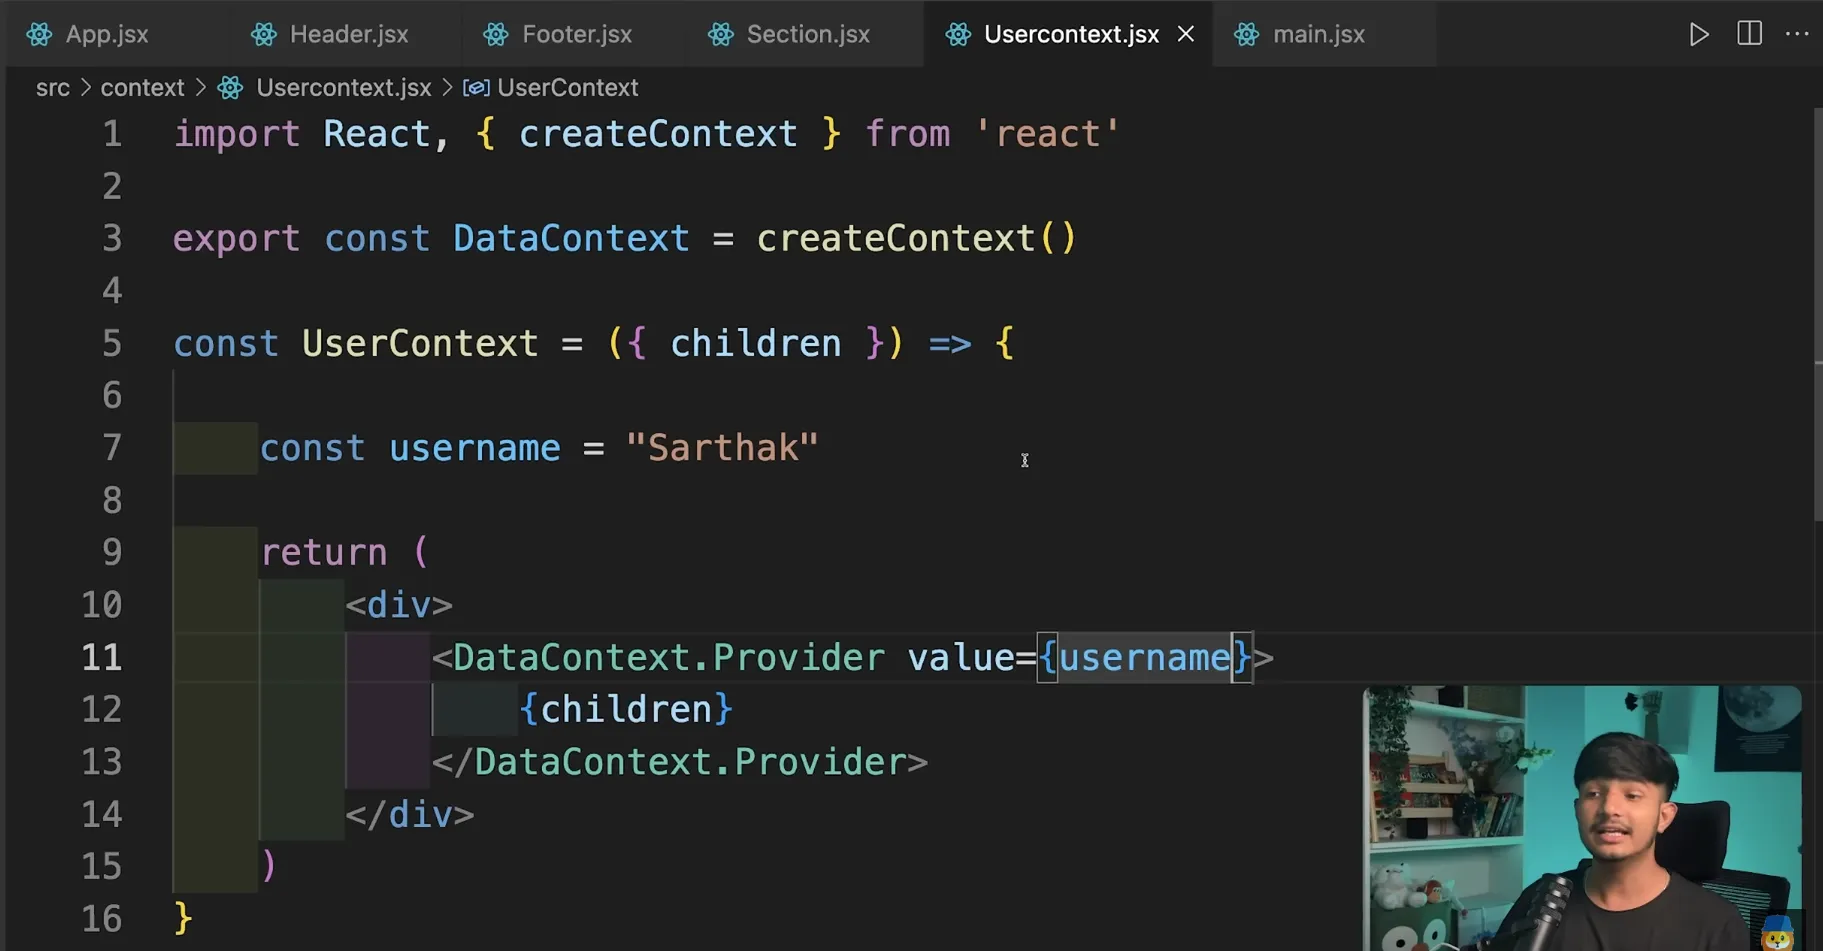 App.jsx Header.jsx Footer.jsx Section.jsx Usercontext.jsx main.jsx
src > context > Usercontext.jsx > UserContext
1 import React, { createContext } from 'react'
2
3 export const DataContext = createContext()
4
5 const UserContext = ({ children }) => {
6
7 const username = "Sarthak"
8
9 return (
10 <div>
11 <DataContext.Provider value={username}>
12 {children}
13 </DataContext.Provider>
14 </div>
15 )
16 }